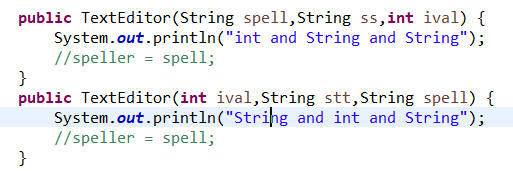 public TextEditor(String spell,String ss,int ival) {
System.out.println("int and String and String");
//speller = spell;
}
public TextEditor(int ival,String stt,String spell) {
System.out.println("String and int and String");
//speller = spell;
}